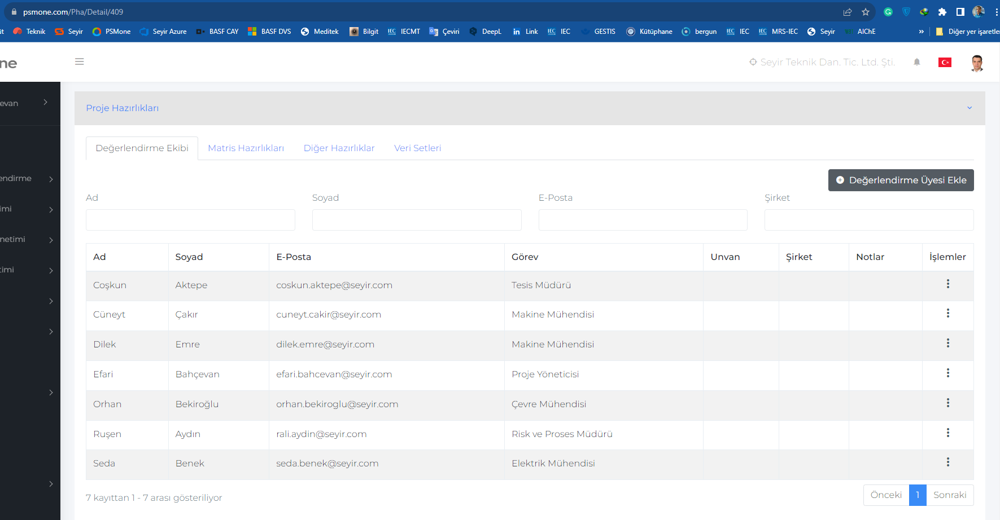 psmone.com/Pha/Detail/409
Teknik Seyir PSMone Seyir Azure BASF CAY BASF DVS Meditek Bilgit IEC IECMT Çeviri DeepL Link IEC IEC GESTIS Kütüphane bergun IEC IEC IEC MRS-IEC Seyir AIChE » Diğer yer işaretle
ne
Seyir Teknik Dan. Tic. Ltd. Şti.
evan
endirme
imi
netimi
timi
Proje Hazırlıkları
Değerlendirme Ekibi Matris Hazırlıkları Diğer Hazırlıklar Veri Setleri
Değerlendirme Üyesi Ekle
Ad Soyad E-Posta Şirket
Ad Soyad E-Posta Görev Unvan Şirket Notlar İşlemler
Coşkun Aktepe coskun.aktepe@seyir.com Tesis Müdürü
Cüneyt Çakır cuneyt.cakir@seyir.com Makine Mühendisi
Dilek Emre dilek.emre@seyir.com Makine Mühendisi
Efari Bahçevan efari.bahcevan@seyir.com Proje Yöneticisi
Orhan Bekiroğlu orhan.bekiroglu@seyir.com Çevre Mühendisi
Ruşen Aydın rali.aydin@seyir.com Risk ve Proses Müdürü
Seda Benek seda.benek@seyir.com Elektrik Mühendisi
7 kayıttan 1 - 7 arası gösteriliyor
Önceki 1 Sonraki